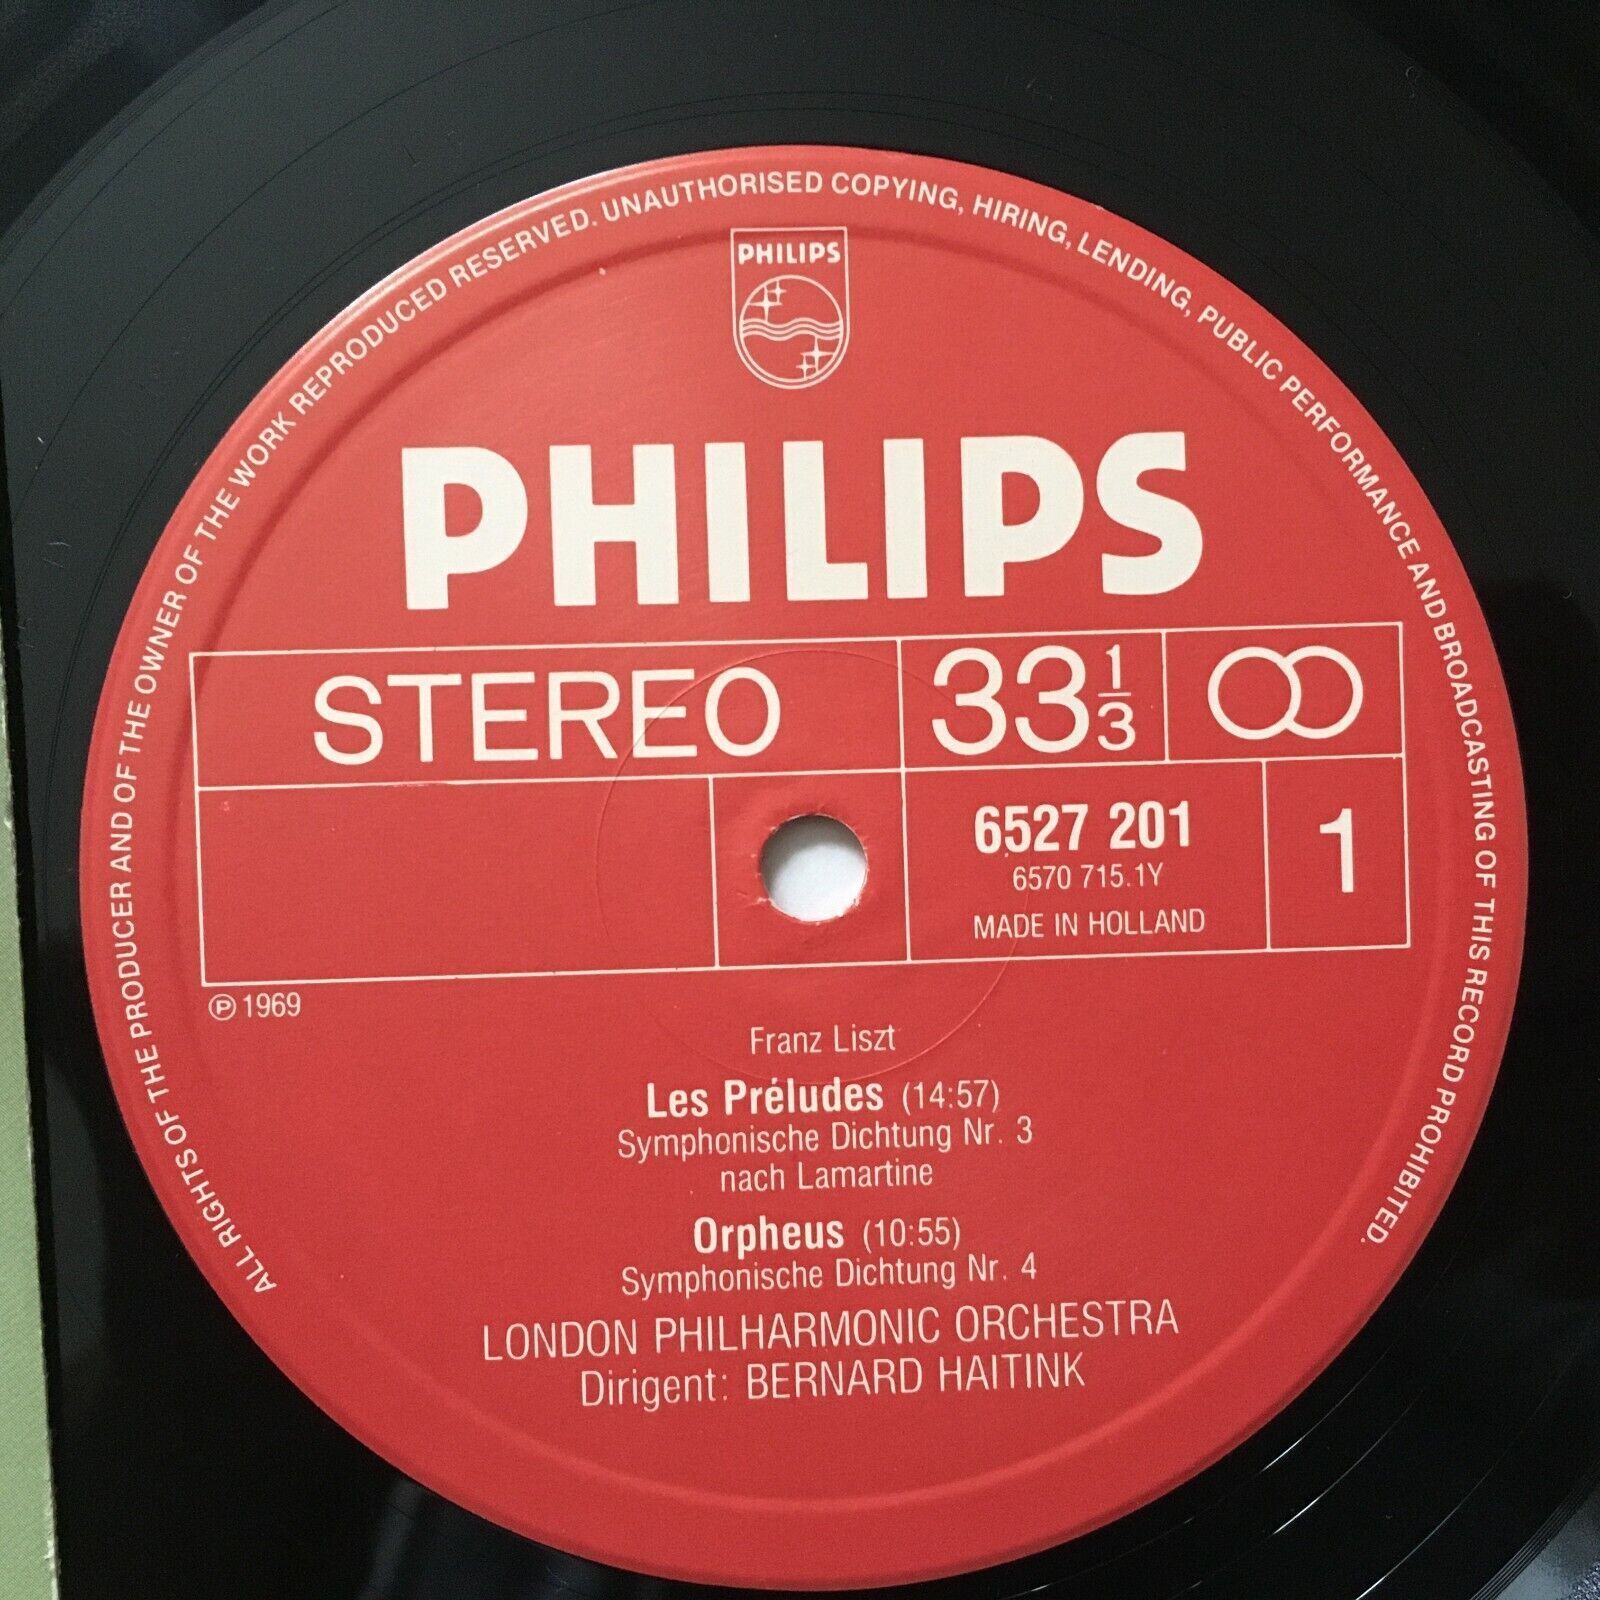 ALL RIGHTS OF THE PRODUCER AND OF THE OWNER OF THE WORK REPRODUCED RESERVED. UNAUTHORISED COPYING, HIRING, LENDING, PUBLIC PERFORMANCE AND BROADCASTING OF THIS RECORD PROHIBITED.
PHILIPS
PHILIPS
STEREO
33 1/3
6527 201
6570 715.1Y
MADE IN HOLLAND
1
℗ 1969
Franz Liszt
Les Préludes (14:57)
Symphonische Dichtung Nr. 3
nach Lamartine
Orpheus (10:55)
Symphonische Dichtung Nr. 4
LONDON PHILHARMONIC ORCHESTRA
Dirigent: BERNARD HAITINK